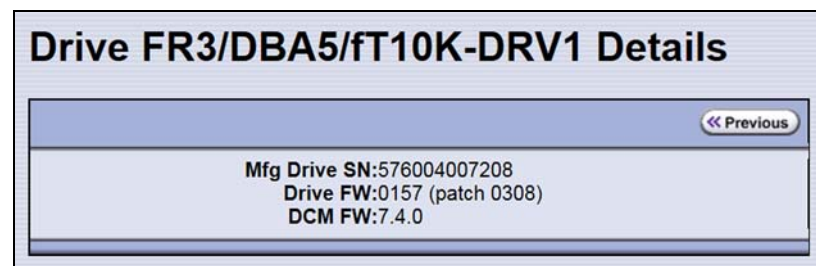 Drive FR3/DBA5/fT10K-DRV1 Details
Previous
Mfg Drive SN:576004007208
Drive FW:0157 (patch 0308)
DCM FW:7.4.0